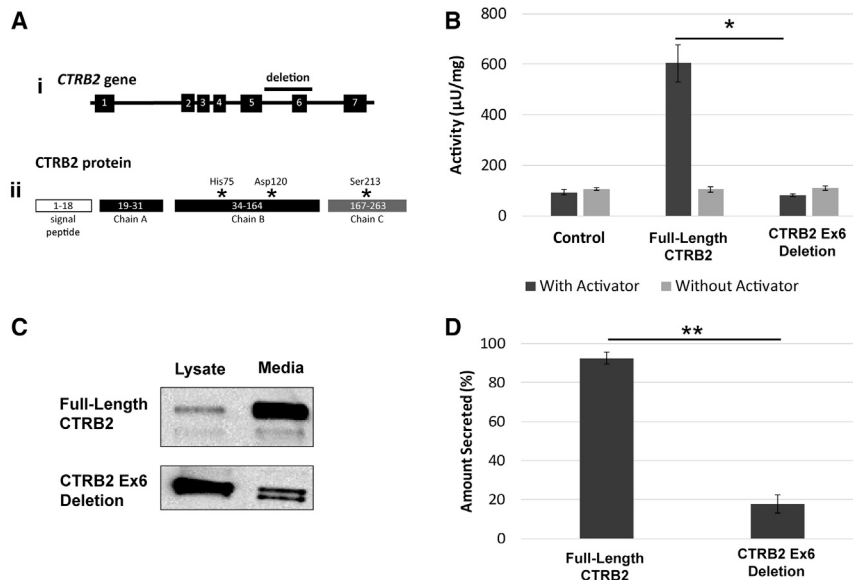 A
i
CTRB2 gene
deletion
1 2 3 4 5 6 7
CTRB2 protein
ii
His75 Asp120 Ser213
* * *
1-18 19-31 34-164 167-263
signal peptide Chain A Chain B Chain C
B
Activity (µU/mg)
800
600
400
200
0
*
Control
Full-Length
CTRB2
CTRB2 Ex6
Deletion
With Activator Without Activator
C
Lysate Media
Full-Length
CTRB2
CTRB2 Ex6
Deletion
D
Amount Secreted (%)
100
80
60
40
20
0
**
Full-Length
CTRB2
CTRB2 Ex6
Deletion